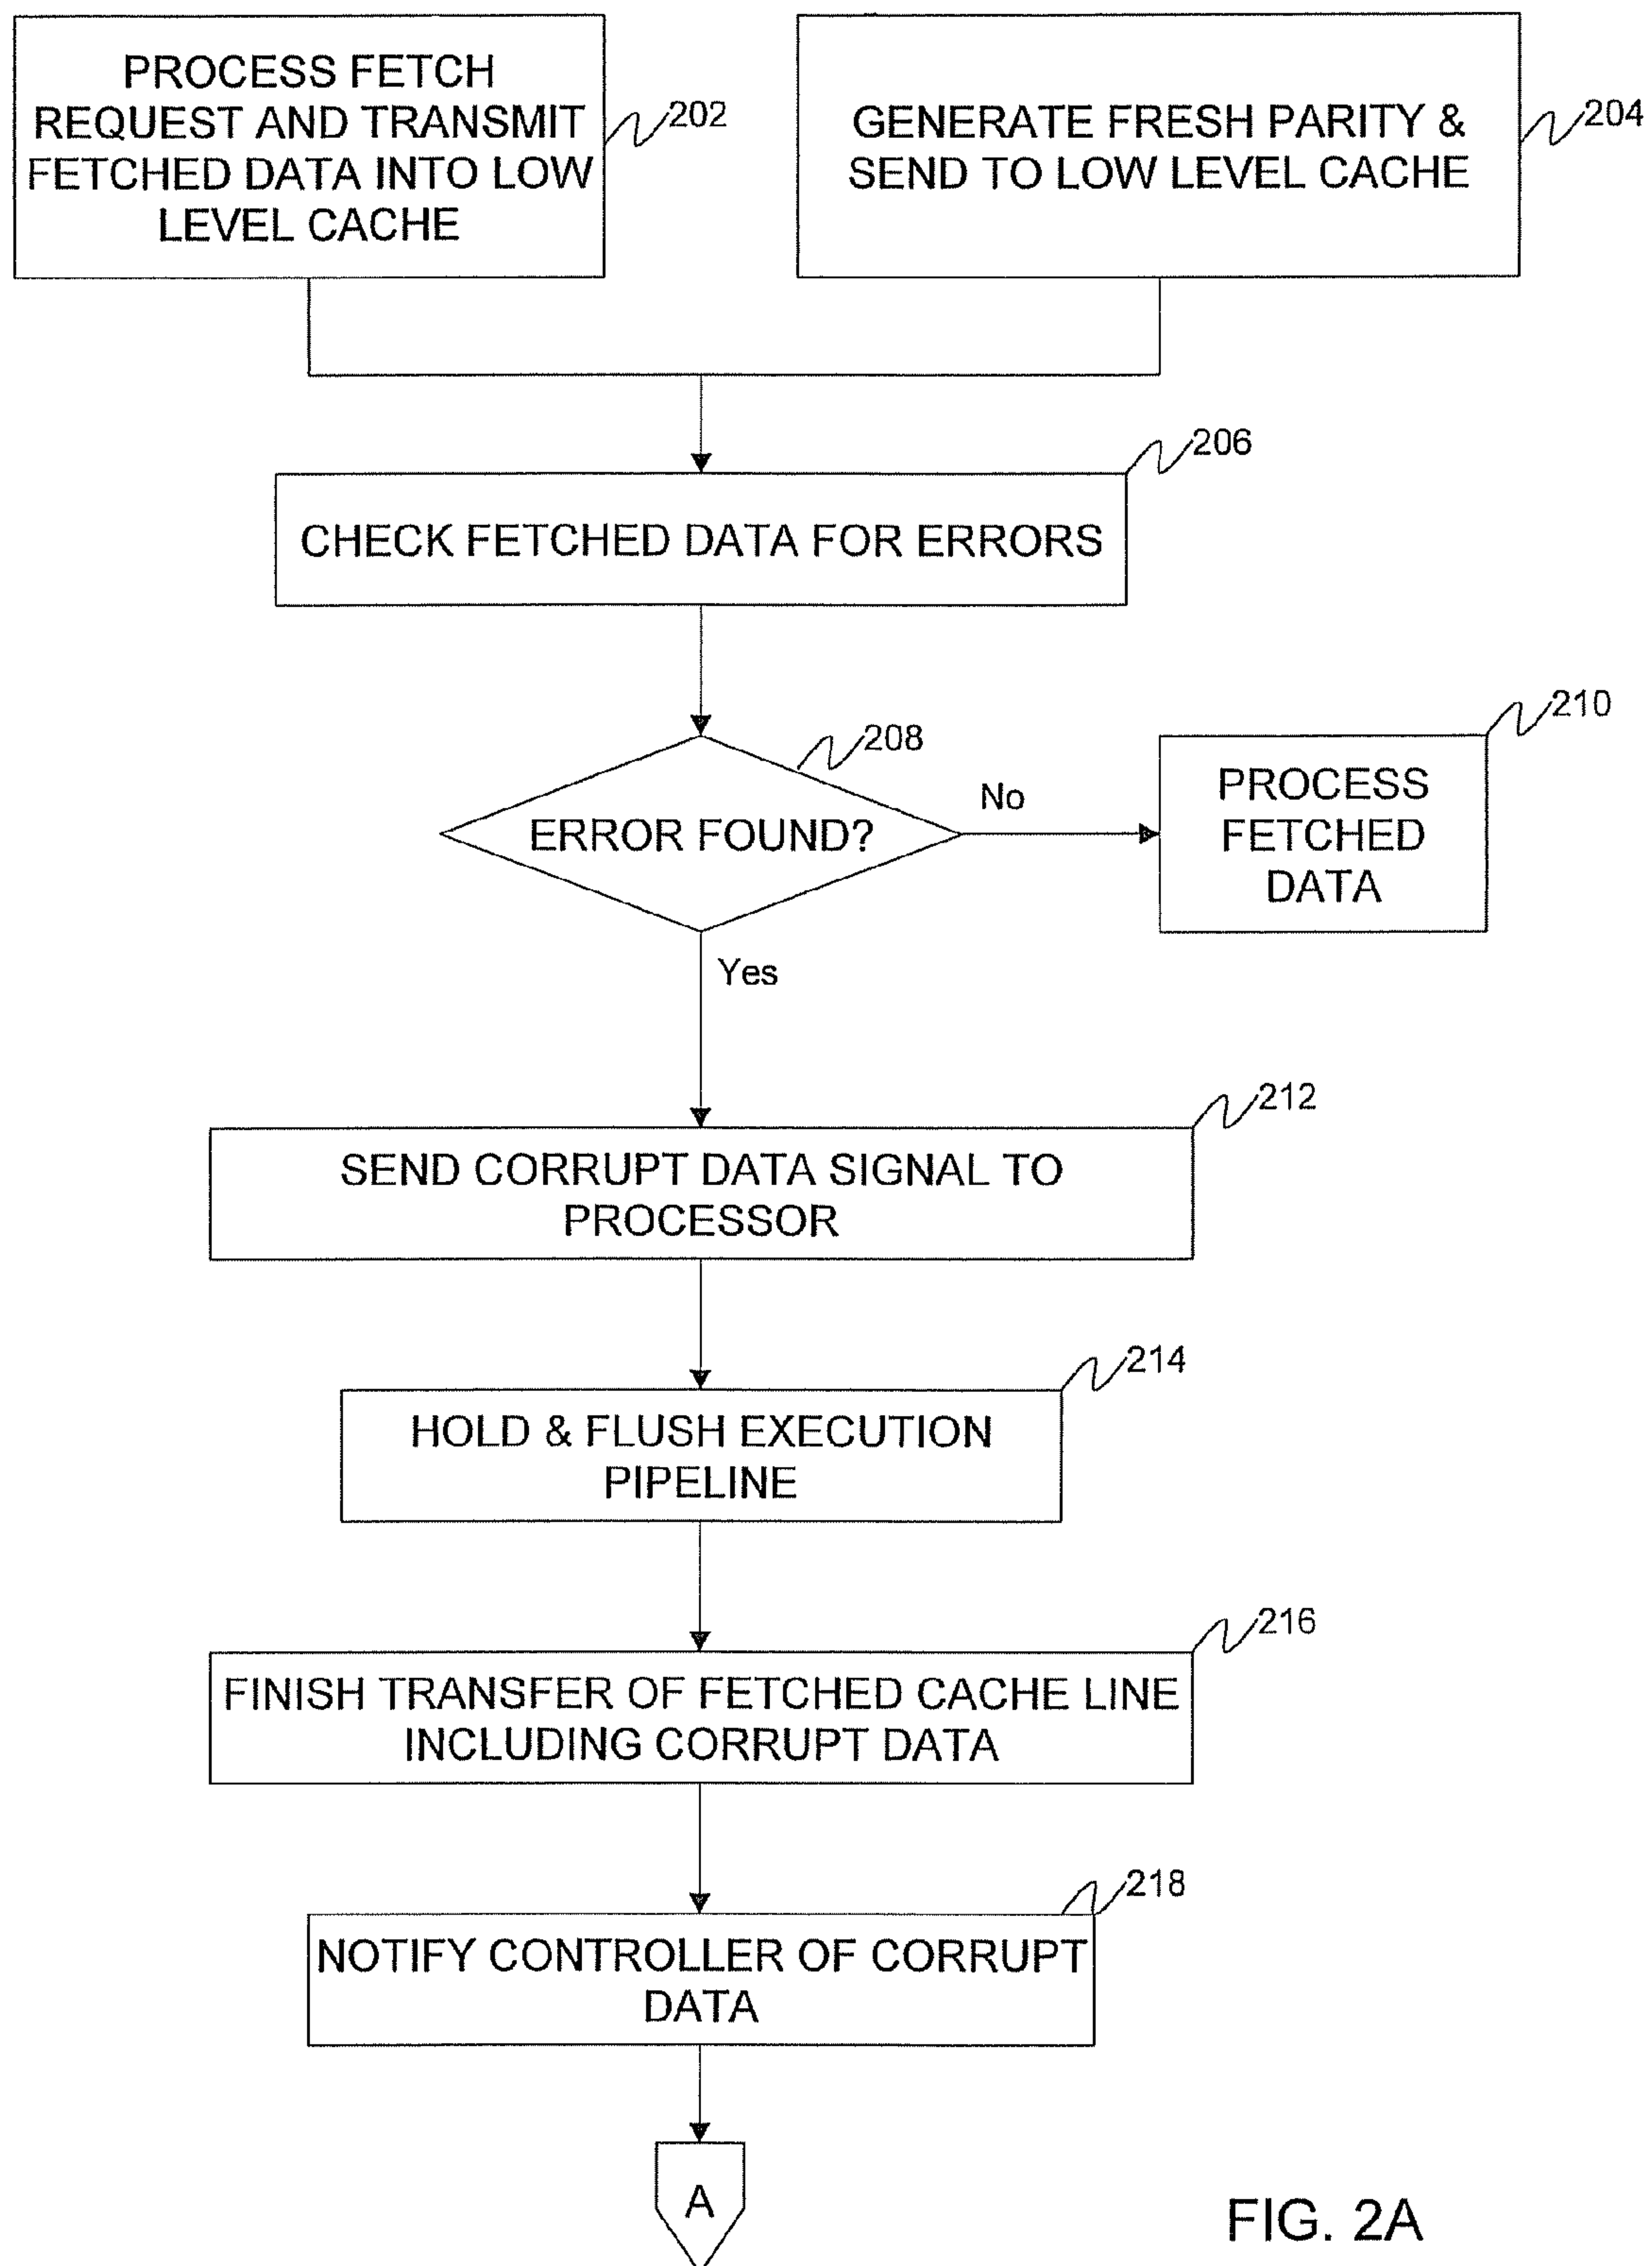 PROCESS FETCH
REQUEST AND TRANSMIT
FETCHED DATA INTO LOW
LEVEL CACHE
202
GENERATE FRESH PARITY &
SEND TO LOW LEVEL CACHE
204
206
CHECK FETCHED DATA FOR ERRORS
208
ERROR FOUND?
No
210
PROCESS
FETCHED
DATA
Yes
212
SEND CORRUPT DATA SIGNAL TO
PROCESSOR
214
HOLD & FLUSH EXECUTION
PIPELINE
216
FINISH TRANSFER OF FETCHED CACHE LINE
INCLUDING CORRUPT DATA
218
NOTIFY CONTROLLER OF CORRUPT
DATA
A
FIG. 2A